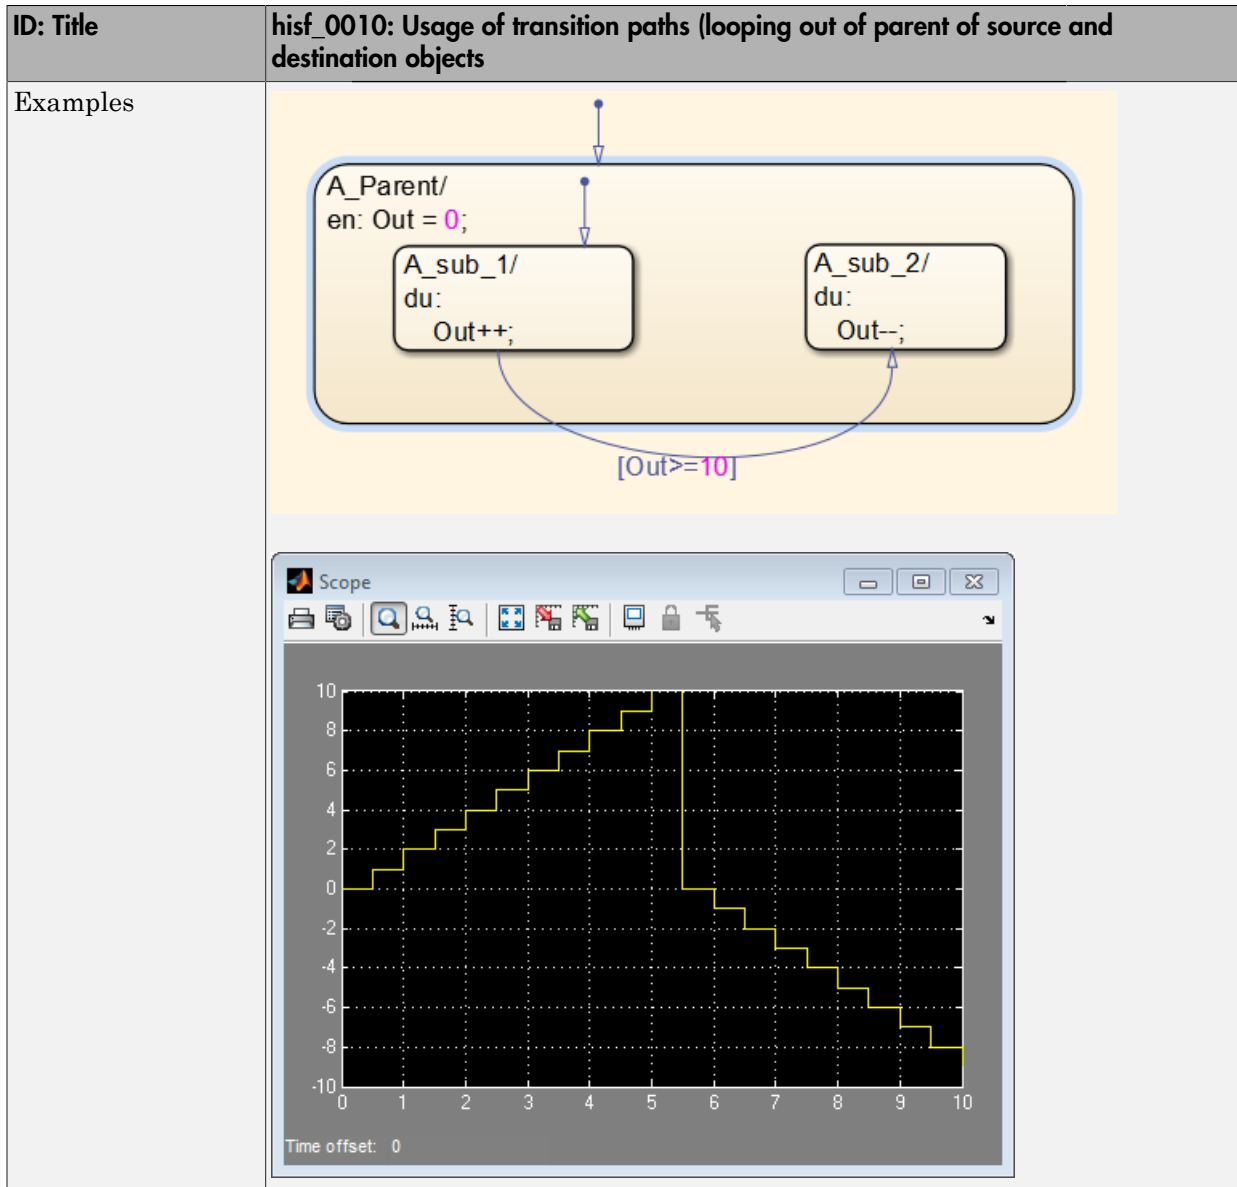 ID: Title
hisf_0010: Usage of transition paths (looping out of parent of source and
destination objects
Examples
A_Parent/
en: Out = 0;
A_sub_1/
du:
Out++;
A_sub_2/
du:
Out--;
[Out>=10]
Scope
10
8
6
4
2
0
-2
-4
-6
-8
-10
0 1 2 3 4 5 6 7 8 9 10
Time offset: 0